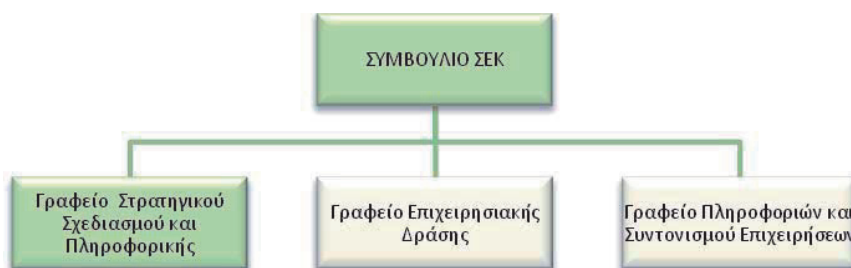 ΣΥΜΒΟΥΛΙΟ ΣΕΚ
Γραφείο Στρατηγικού
Σχεδιασμού και
Πληροφορικής
Γραφείο Επιχειρησιακής
Δράσης
Γραφείο Πληροφοριών και
Συντονισμού Επιχειρήσεων